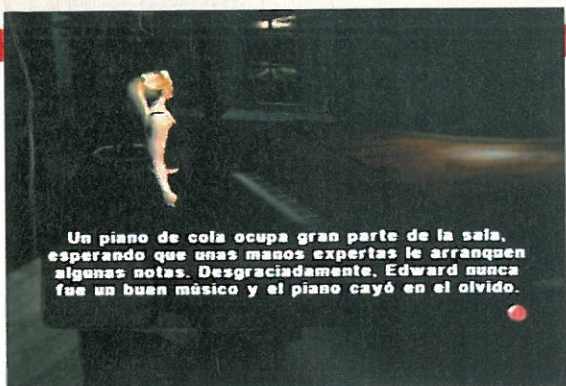 Un piano de cola ocupa gran parte de la sala,
esperando que unas manos expertas le arranquen
algunas notas. Desgraciadamente, Edward nunca
fue un buen músico y el piano cayó en el olvido.